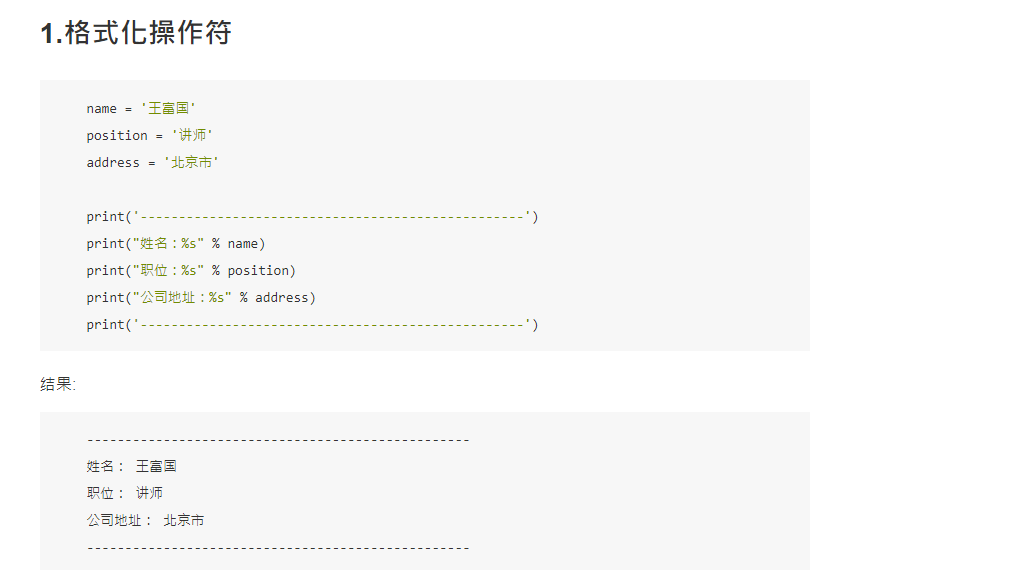 1.格式化操作符
name = '王富国'
position = '讲师'
address = '北京市'
print('--------------------------------------------------')
print("姓名：%s" % name)
print("职位：%s" % position)
print("公司地址：%s" % address)
print('--------------------------------------------------')
结果:
--------------------------------------------------
姓名： 王富国
职位： 讲师
公司地址： 北京市
--------------------------------------------------